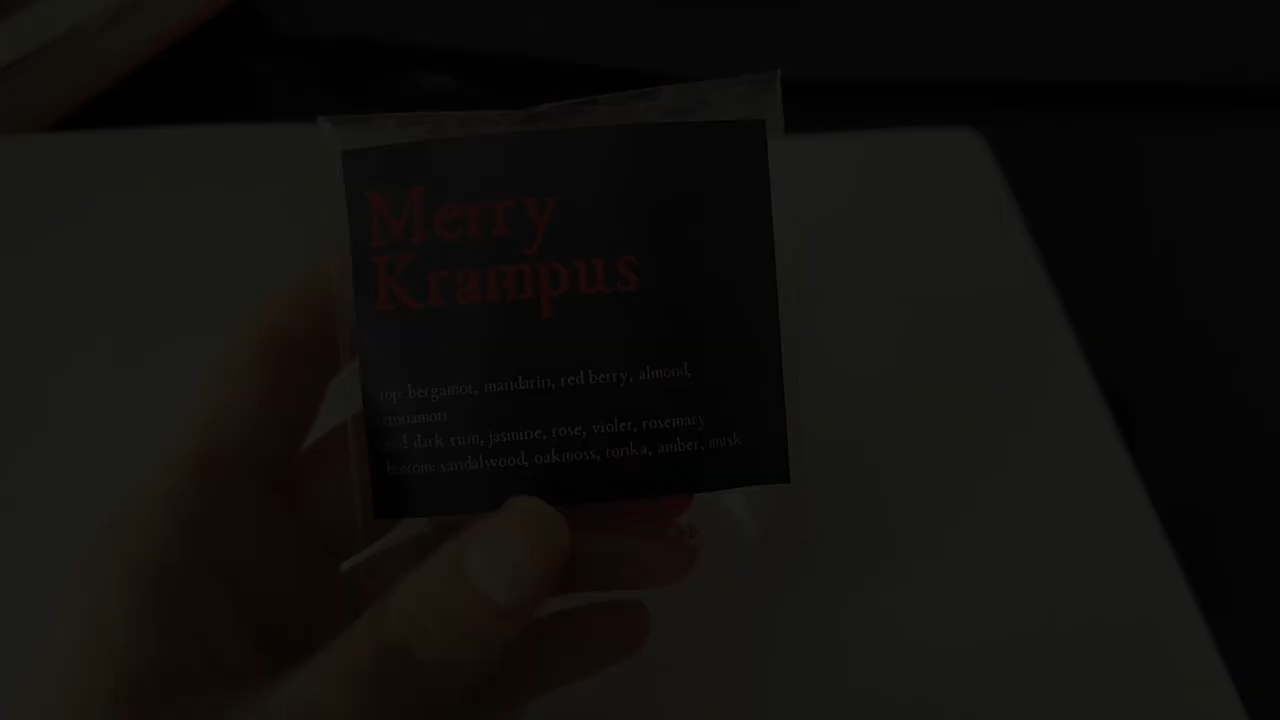 Merry
Krampus
top: bergamot, mandarin, red berry, almond,
cinnamon
mid: dark rum, jasmine, rose, violet, rosemary
bottom: sandalwood, oakmoss, tonka, amber, musk